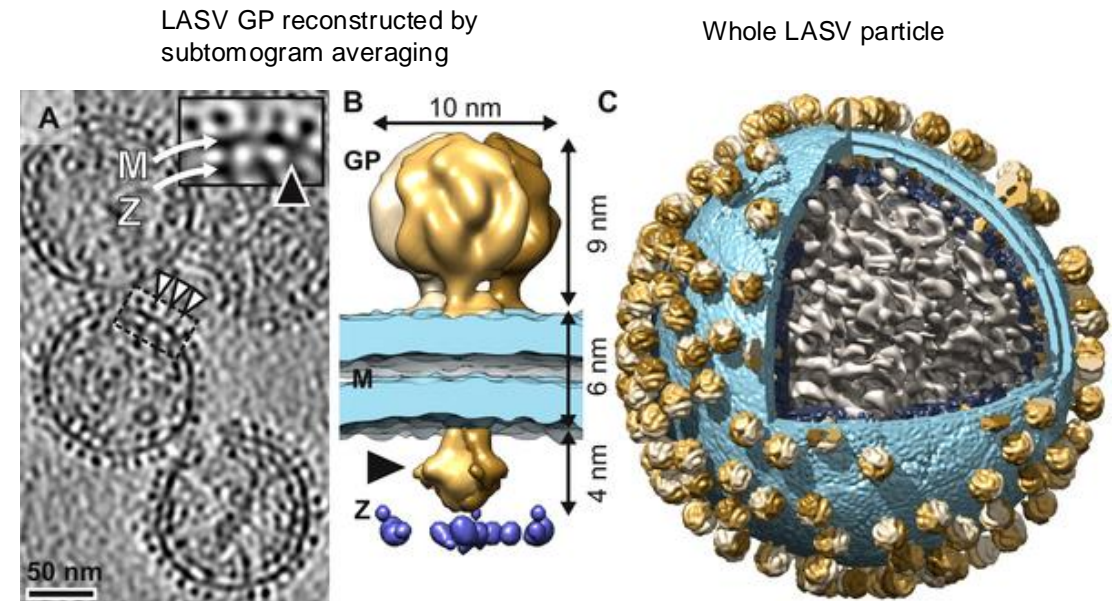 LASV GP reconstructed by
subtomogram averaging
Whole LASV particle
A
M
Z
50 nm
B
10 nm
GP
9 nm
M
6 nm
4 nm
Z
C